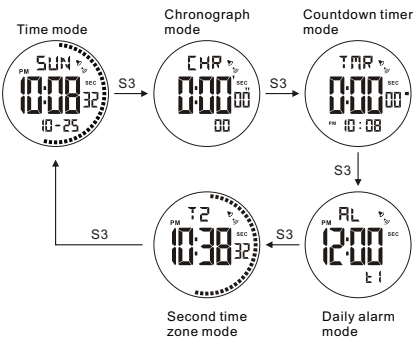 Time mode
Chronograph
mode
Countdown timer
mode
SUN
PM
SEC
10:08 32
10-25
S3
CHR
SEC
0:00' 00"
00
S3
TMR
SEC
0:00 00"
PM 10:08
S3
AL
PM
SEC
12:00
t1
S3
T2
PM
SEC
10:38 32
S3
Second time
zone mode
Daily alarm
mode